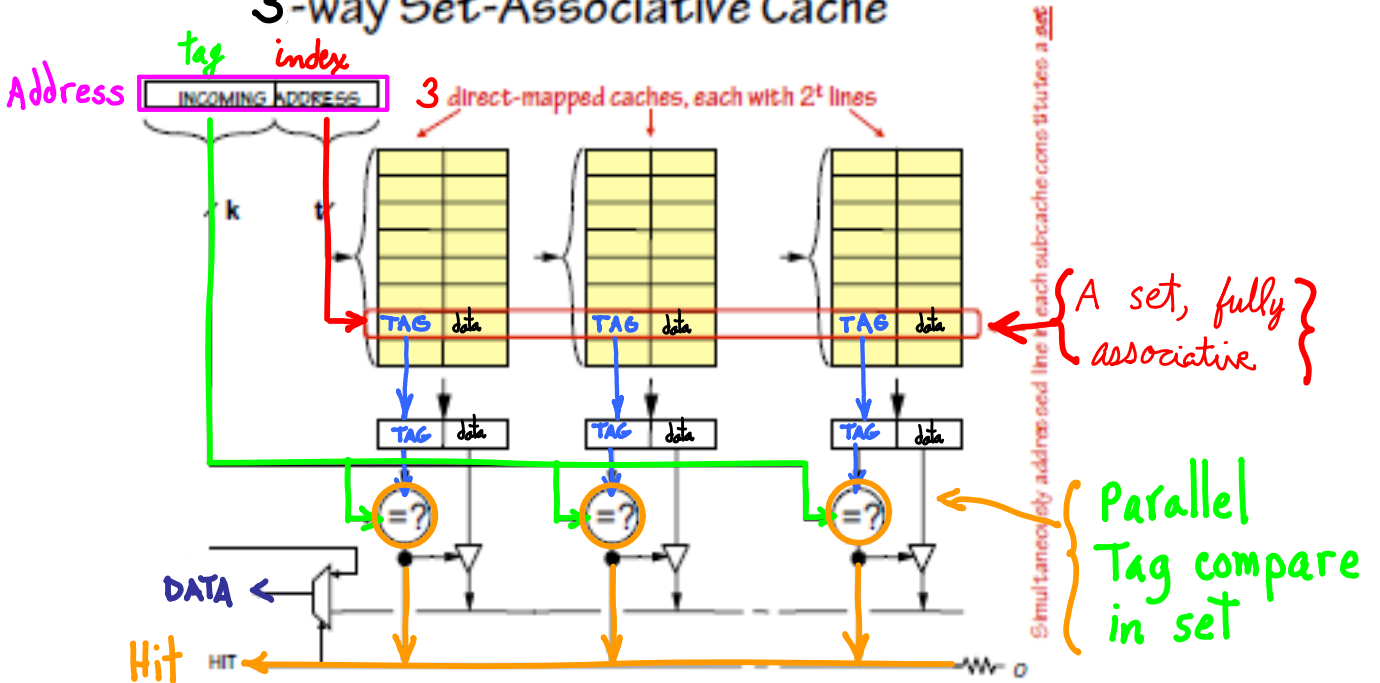 3-way Set-Associative Cache
tag index
Address
INCOMING ADDRESS
3 direct-mapped caches, each with 2ᵗ lines
k t
TAG data TAG data TAG data
A set, fully
associative
TAG data TAG data TAG data
=? =? =?
Parallel
Tag compare
in set
DATA
Hit HIT
0
Simultaneously addressed line in each subcache constitutes a set